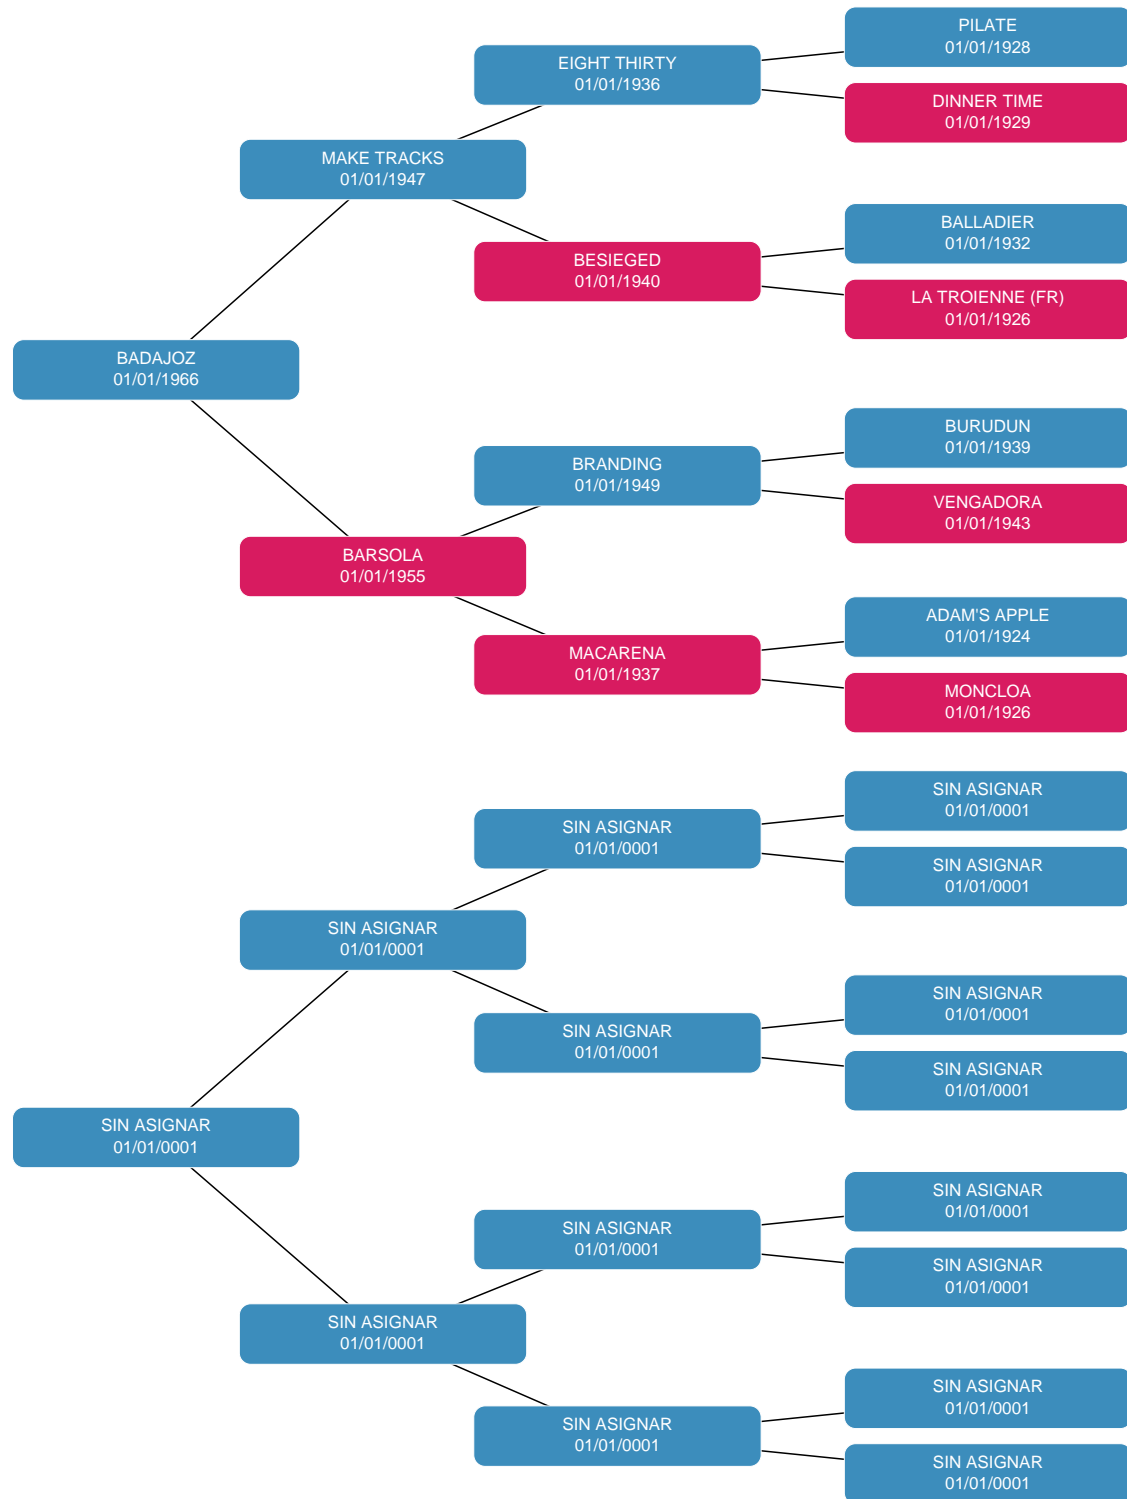 PILATE
01/01/1928
EIGHT THIRTY
01/01/1936
DINNER TIME
01/01/1929
MAKE TRACKS
01/01/1947
BALLADIER
01/01/1932
BESIEGED
01/01/1940
LA TROIENNE (FR)
01/01/1926
BADAJOZ
01/01/1966
BURUDUN
01/01/1939
BRANDING
01/01/1949
VENGADORA
01/01/1943
BARSOLA
01/01/1955
ADAM'S APPLE
01/01/1924
MACARENA
01/01/1937
MONCLOA
01/01/1926
SIN ASIGNAR
01/01/0001
SIN ASIGNAR
01/01/0001
SIN ASIGNAR
01/01/0001
SIN ASIGNAR
01/01/0001
SIN ASIGNAR
01/01/0001
SIN ASIGNAR
01/01/0001
SIN ASIGNAR
01/01/0001
SIN ASIGNAR
01/01/0001
SIN ASIGNAR
01/01/0001
SIN ASIGNAR
01/01/0001
SIN ASIGNAR
01/01/0001
SIN ASIGNAR
01/01/0001
SIN ASIGNAR
01/01/0001
SIN ASIGNAR
01/01/0001
SIN ASIGNAR
01/01/0001